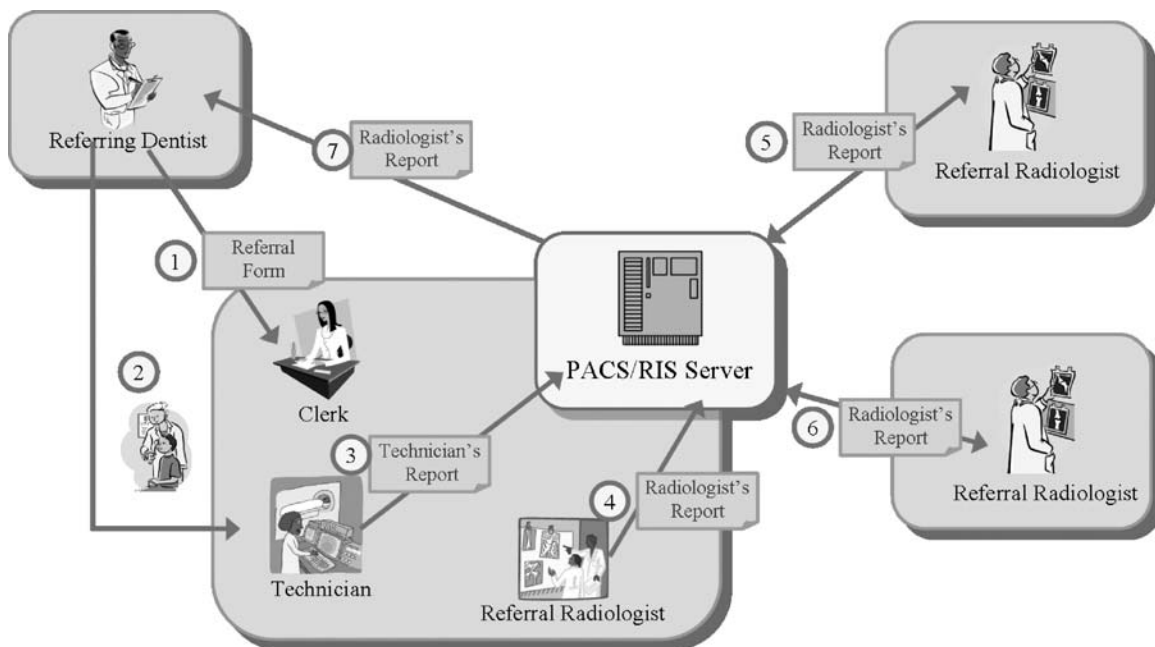 Referring Dentist
7
Radiologist's
Report
5
Radiologist's
Report
Referral Radiologist
1
Referral
Form
2
Clerk
PACS/RIS Server
3
Technician's
Report
Technician
4
Radiologist's
Report
Referral Radiologist
6
Radiologist's
Report
Referral Radiologist